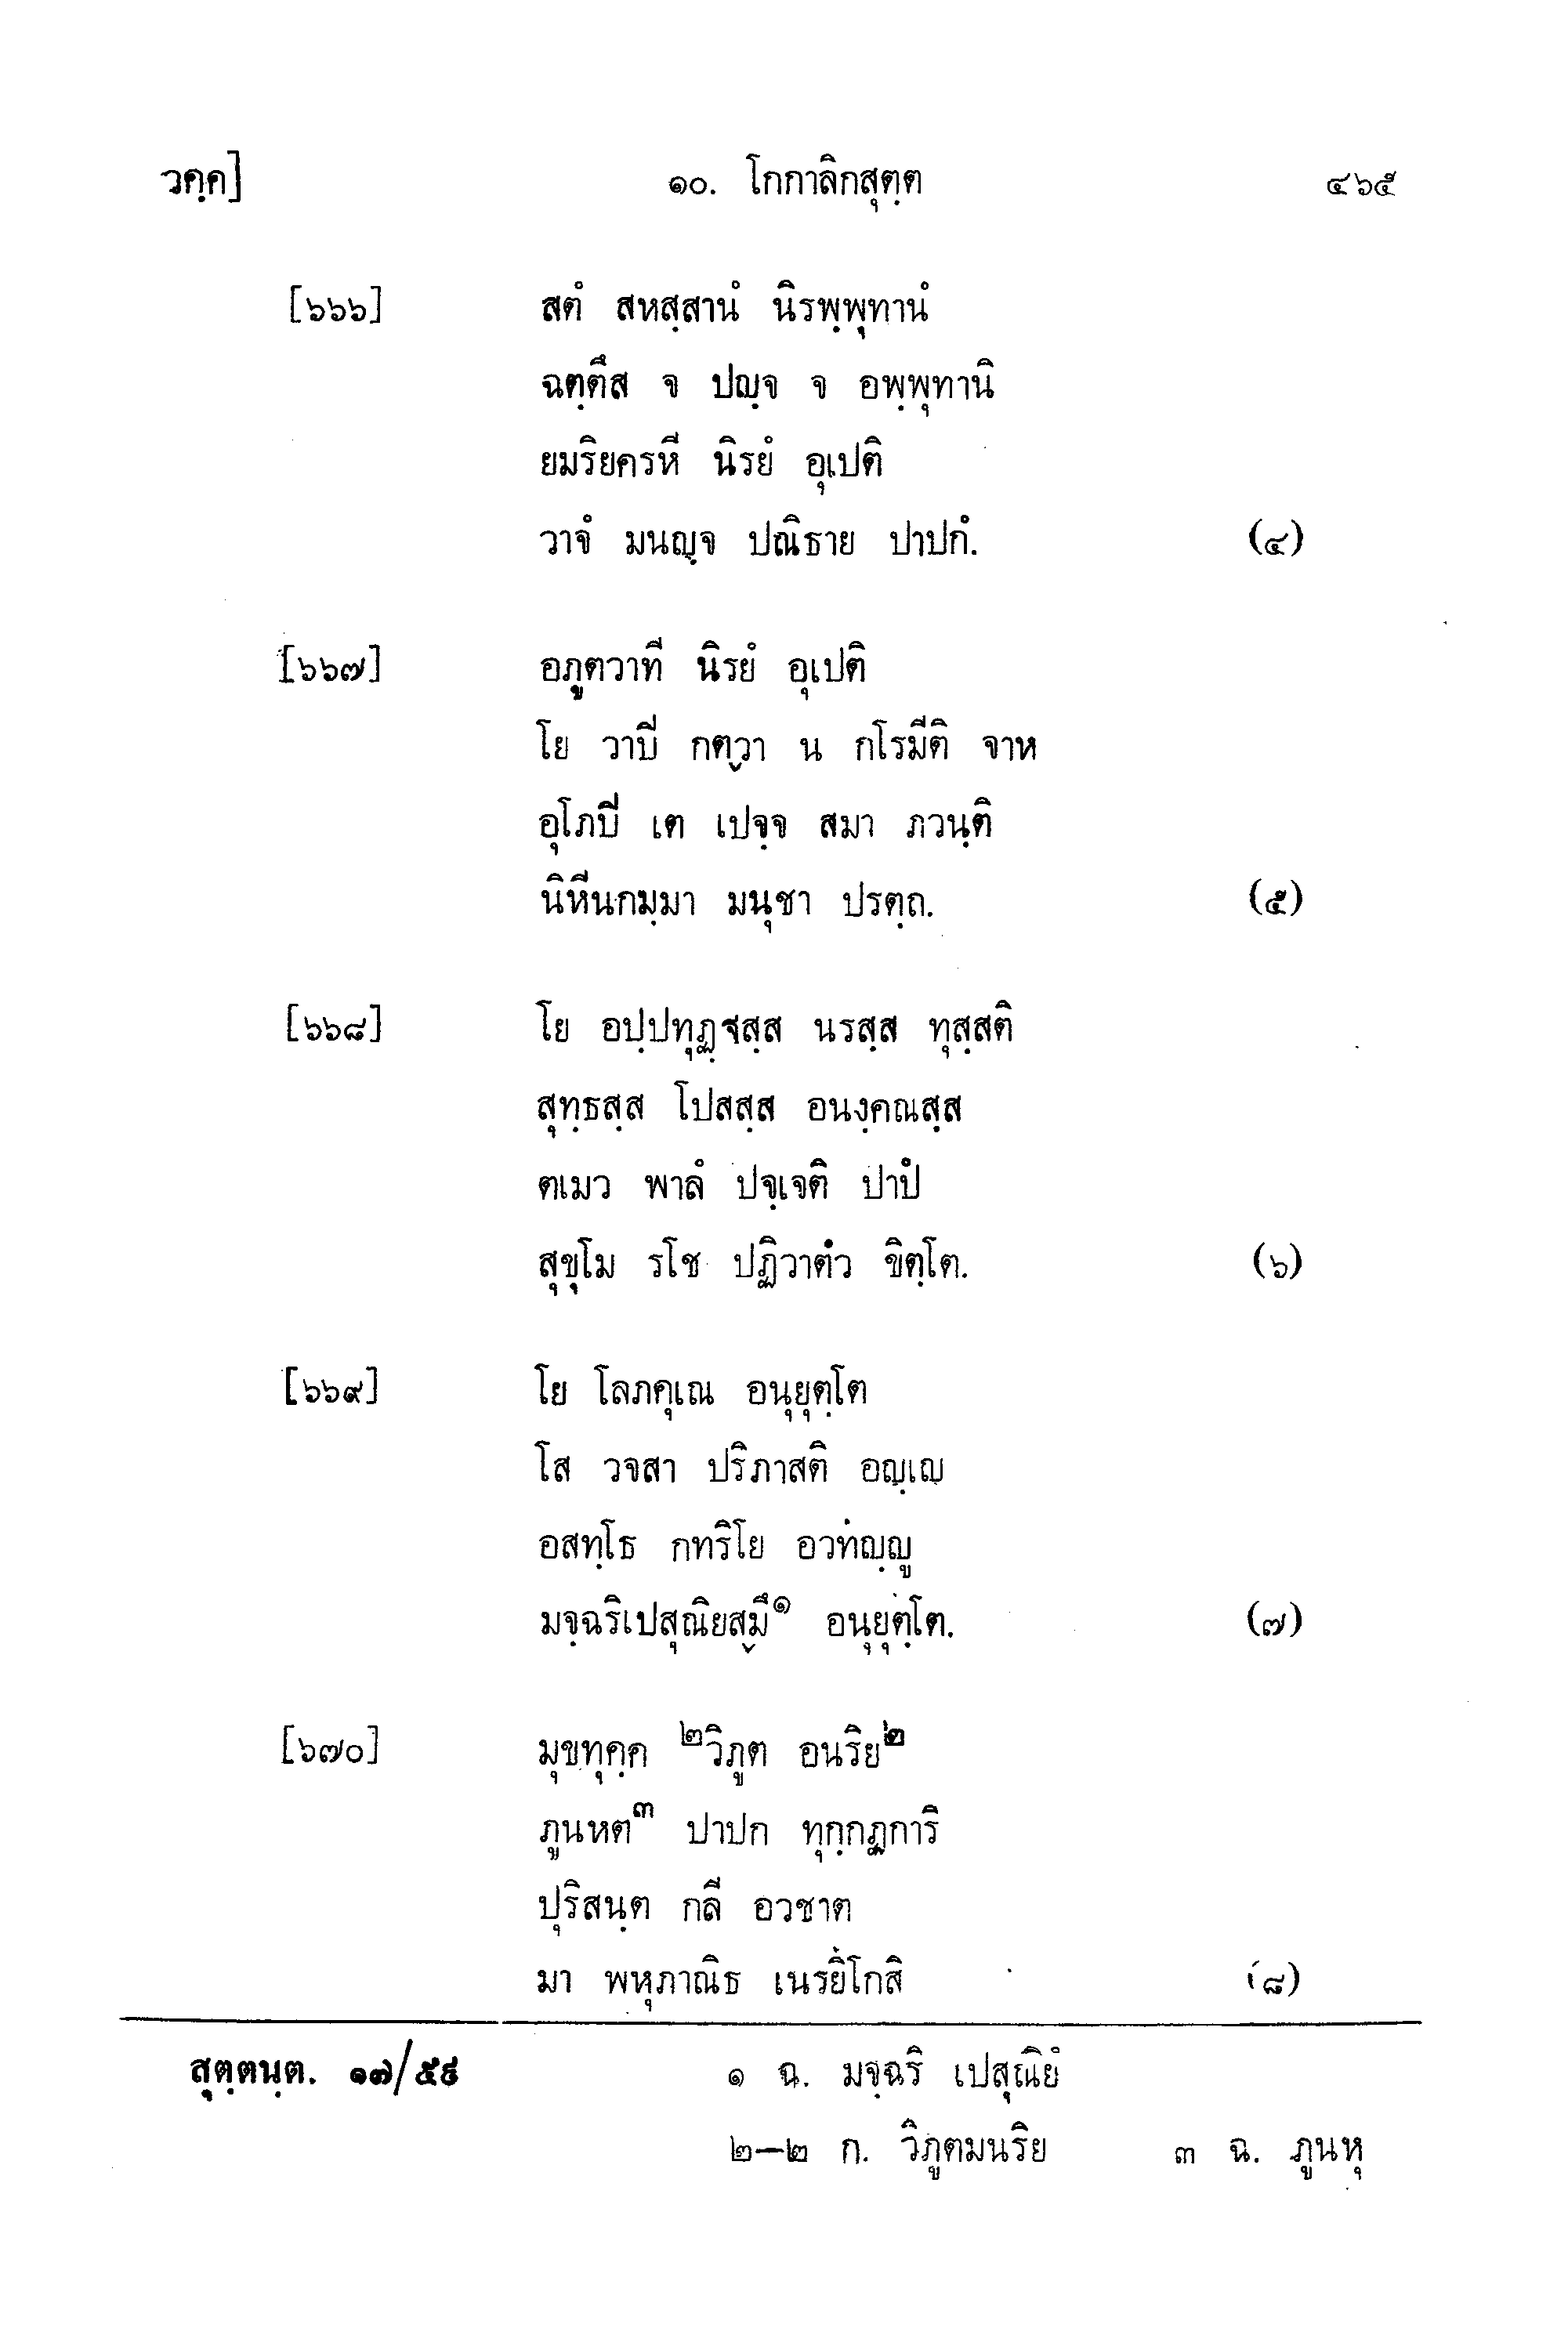 วคฺค] ๑๐. โกกาลิกสุตฺต ๔๖๕
[๖๖๖] สตํ สหสฺสานํ นิรพฺพุทานํ
ฉตฺตึส จ ปญฺจ จ อพฺพุทานิ
ยมริยครหี นิรยํ อุเปติ
วาจํ มนญฺจ ปณิธาย ปาปกํ. (๔)
[๖๖๗] อภูตวาที นิรยํ อุเปติ
โย วาปี กตฺวา น กโรมีติ จาห
อุโภปี เต เปจฺจ สมา ภวนฺติ
นิหีนกมฺมา มนุชา ปรตฺถ. (๕)
[๖๖๘] โย อปฺปทุฏฺฐสฺส นรสฺส ทุสฺสติ
สุทฺธสฺส โปสสฺส อนงฺคณสฺส
ตเมว พาลํ ปจฺเจติ ปาปํ
สุขุโม รโช ปฏิวาตํว ขิตฺโต. (๖)
[๖๖๙] โย โลภคุเณ อนุยุตฺโต
โส วจสา ปริภาสติ อญฺเญ
อสทฺโธ กทริโย อวทญฺญู
มจฺฉริเปสุณิยสฺมึ๑ อนุยุตฺโต. (๗)
[๖๗๐] มุขทุคฺค ๒วิภูต อนริย๒
ภูนหต๓ ปาปก ทุกฺกฏการิ
ปุริสนฺต กลี อวชาต
มา พหุภาณิธ เนรยิโกสิ (๘)
สุตฺตนฺต. ๑๗/๕๙ ๑ ฉ. มจฺฉริ เปสุณิยํ
๒–๒ ก. วิภูตมนริย ๓ ฉ. ภูนหุ